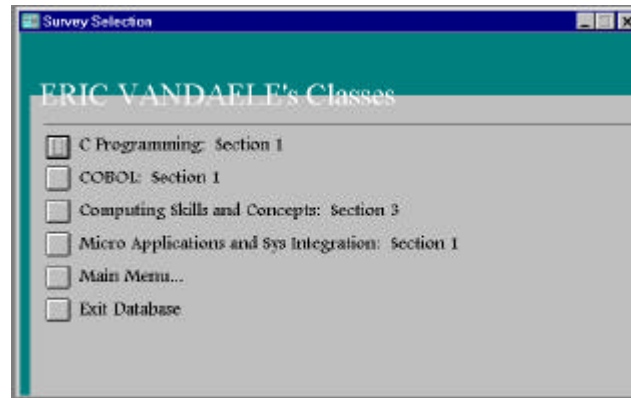 Survey Selection
ERIC VANDAELE's Classes
C Programming: Section 1
COBOL: Section 1
Computing Skills and Concepts: Section 3
Micro Applications and Sys Integration: Section 1
Main Menu...
Exit Database